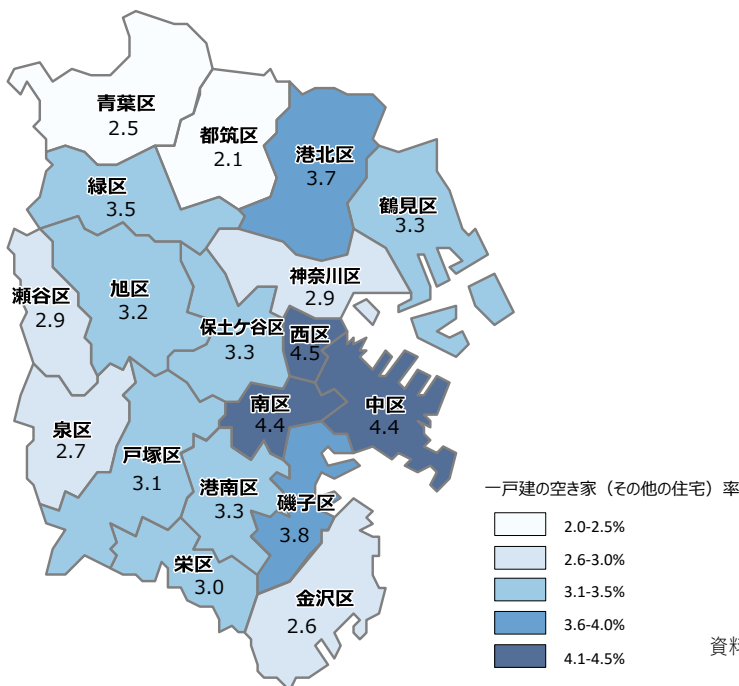 青葉区
2.5
都筑区
2.1
港北区
3.7
緑区
3.5
鶴見区
3.3
神奈川区
2.9
瀬谷区
2.9
旭区
3.2
保土ケ谷区
3.3
西区
4.5
南区
4.4
中区
4.4
泉区
2.7
戸塚区
3.1
港南区
3.3
磯子区
3.8
栄区
3.0
金沢区
2.6
一戸建の空き家（その他の住宅）率
2.0-2.5%
2.6-3.0%
3.1-3.5%
3.6-4.0%
4.1-4.5%
資料